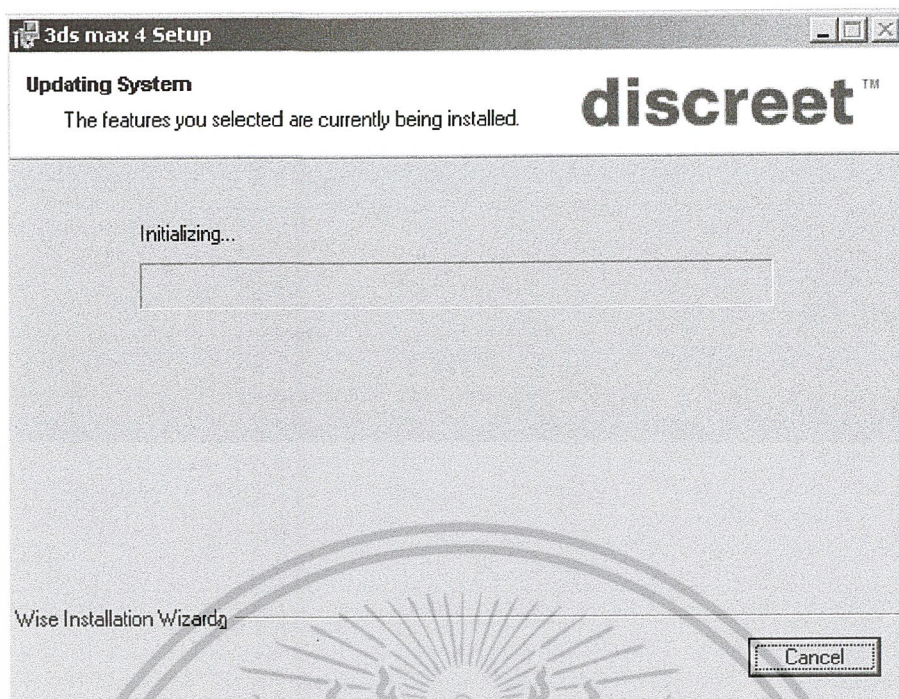 3ds max 4 Setup
Updating System
The features you selected are currently being installed.
discreet™
Initializing...
Wise Installation Wizard
Cancel